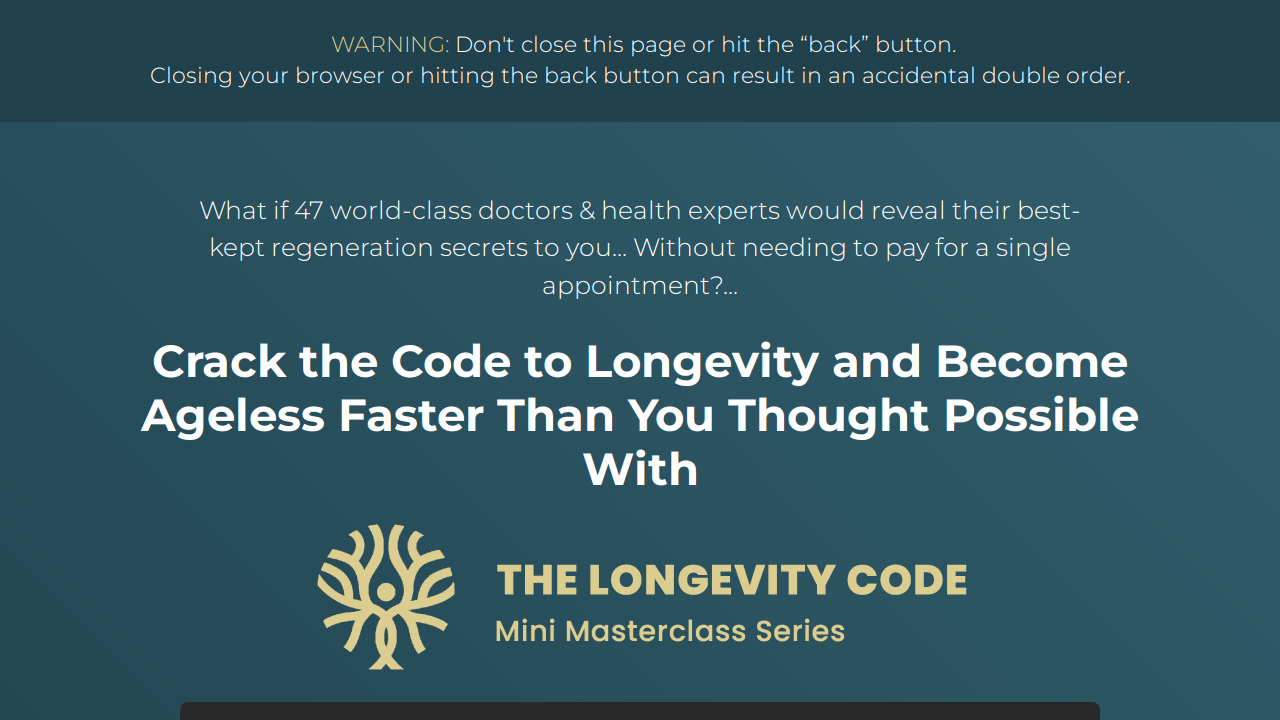 WARNING: Don't close this page or hit the “back” button.
Closing your browser or hitting the back button can result in an accidental double order.
What if 47 world-class doctors & health experts would reveal their best-
kept regeneration secrets to you... Without needing to pay for a single
appointment?...
Crack the Code to Longevity and Become
Ageless Faster Than You Thought Possible
With
THE LONGEVITY CODE
Mini Masterclass Series